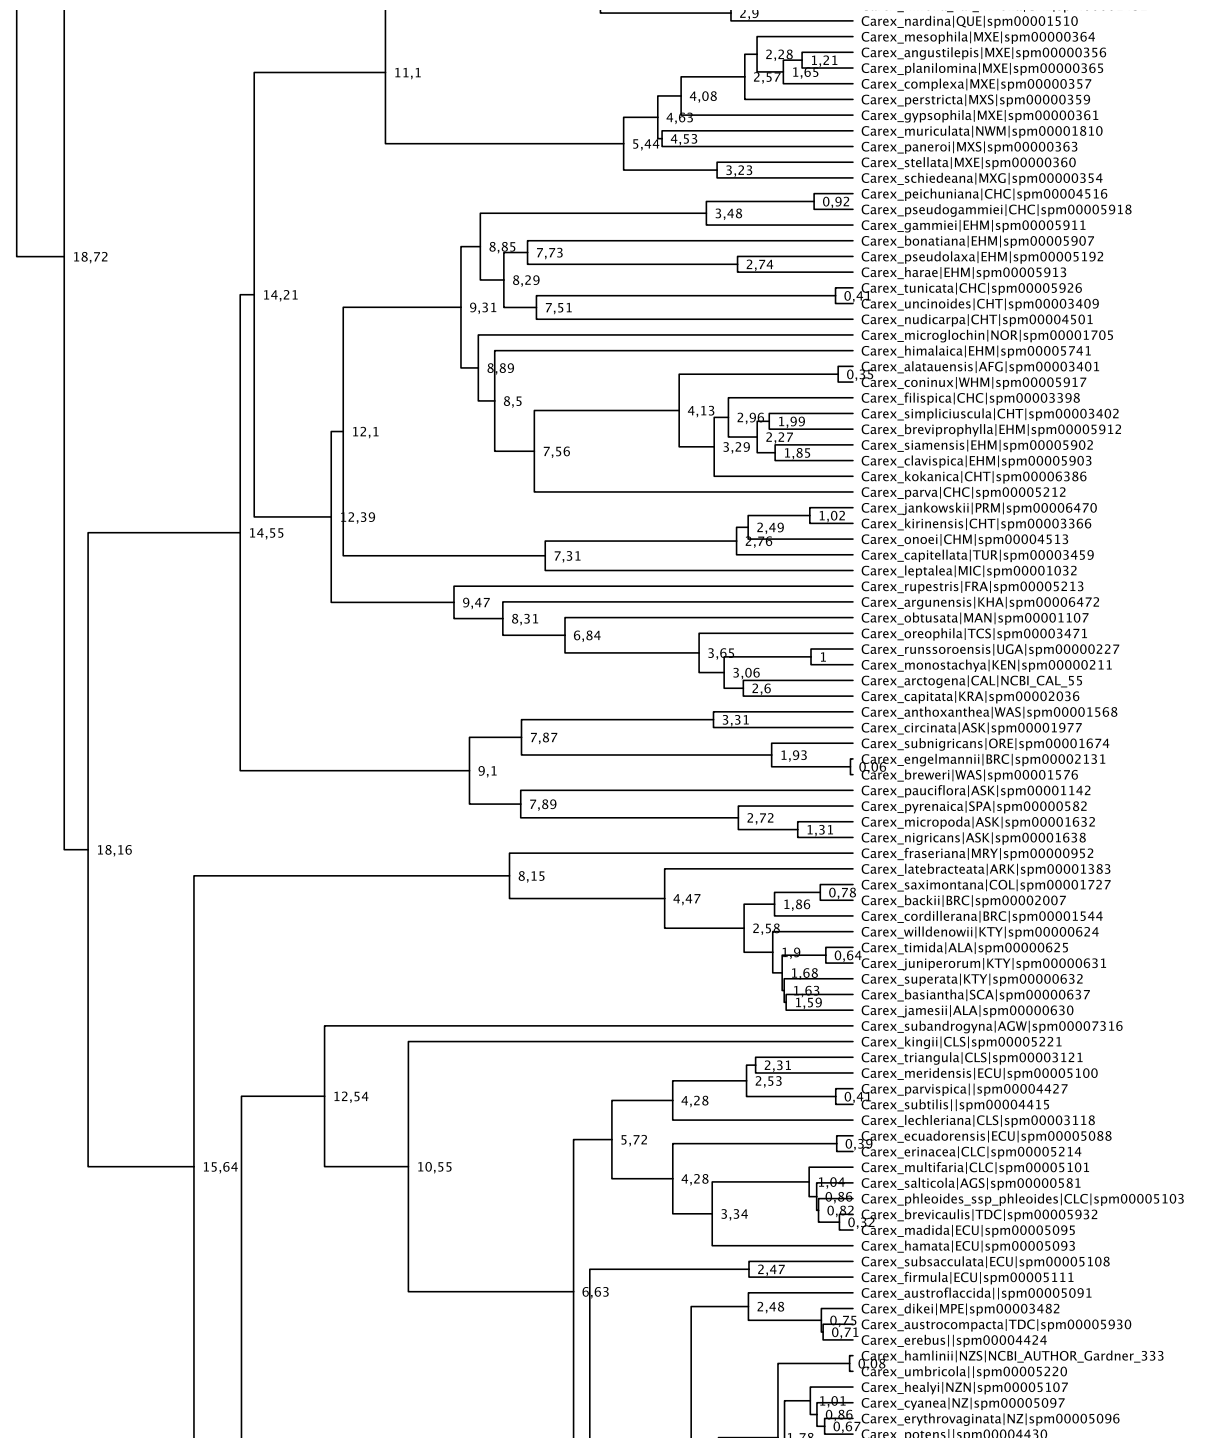 2,9
Carex_nardina|QUE|spm00001510
Carex_mesophila|MXE|spm00000364
2,28
Carex_angustilepis|MXE|spm00000356
1,21
Carex_planilomina|MXE|spm00000365
1,65
2,57
Carex_complexa|MXE|spm00000357
11,1
4,08
Carex_perstricta|MXS|spm00000359
Carex_gypsophila|MXE|spm00000361
4,63
Carex_muriculata|NWM|spm00001810
4,53
5,44
Carex_paneroi|MXS|spm00000363
Carex_stellata|MXE|spm00000360
3,23
Carex_schiedeana|MXG|spm00000354
Carex_peichuniana|CHC|spm00004516
0,92
Carex_pseudogammiei|CHC|spm00005918
3,48
Carex_gammiei|EHM|spm00005911
Carex_bonatiana|EHM|spm00005907
8,85
7,73
Carex_pseudolaxa|EHM|spm00005192
18,72
2,74
Carex_harae|EHM|spm00005913
8,29
Carex_tunicata|CHC|spm00005926
14,21
0,41
Carex_uncinoides|CHT|spm00003409
9,31
7,51
Carex_nudicarpa|CHT|spm00004501
Carex_microglochin|NOR|spm00001705
Carex_himalaica|EHM|spm00005741
8,89
Carex_alatauensis|AFG|spm00003401
0,35
Carex_coninux|WHM|spm00005917
8,5
Carex_filispica|CHC|spm00003398
4,13
2,96
Carex_simpliciuscula|CHT|spm00003402
1,99
12,1
Carex_breviprophylla|EHM|spm00005912
2,27
3,29
Carex_siamensis|EHM|spm00005902
7,56
1,85
Carex_clavispica|EHM|spm00005903
Carex_kokanica|CHT|spm00006386
Carex_parva|CHC|spm00005212
Carex_jankowskii|PRM|spm00006470
12,39
1,02
Carex_kirinensis|CHT|spm00003366
14,55
2,49
Carex_onoei|CHM|spm00004513
2,76
7,31
Carex_capitellata|TUR|spm00003459
Carex_leptalea|MIC|spm00001032
Carex_rupestris|FRA|spm00005213
9,47
Carex_argunensis|KHA|spm00006472
8,31
Carex_obtusata|MAN|spm00001107
6,84
Carex_oreophila|TCS|spm00003471
3,65
Carex_runssoroensis|UGA|spm00000227
1
Carex_monostachya|KEN|spm00000211
3,06
Carex_arctogena|CAL|NCBI_CAL_55
2,6
Carex_capitata|KRA|spm00002036
Carex_anthoxanthea|WAS|spm00001568
3,31
Carex_circinata|ASK|spm00001977
7,87
Carex_subnigricans|ORE|spm00001674
1,93
Carex_engelmannii|BRC|spm00002131
0,06
9,1
Carex_breweri|WAS|spm00001576
Carex_pauciflora|ASK|spm00001142
7,89
Carex_pyrenaica|SPA|spm00000582
2,72
Carex_micropoda|ASK|spm00001632
1,31
Carex_nigricans|ASK|spm00001638
18,16
Carex_fraseriana|MRY|spm00000952
8,15
Carex_latebracteata|ARK|spm00001383
Carex_saximontana|COL|spm00001727
0,78
4,47
Carex_backii|BRC|spm00002007
1,86
Carex_cordillerana|BRC|spm00001544
2,58
Carex_willdenowii|KTY|spm00000624
1,9
Carex_timida|ALA|spm00000625
0,64
Carex_juniperorum|KTY|spm00000631
1,68
Carex_superata|KTY|spm00000632
1,63
Carex_basiantha|SCA|spm00000637
1,59
Carex_jamesii|ALA|spm00000630
Carex_subandrogyna|AGW|spm00007316
Carex_kingii|CLS|spm00005221
Carex_triangula|CLS|spm00003121
2,31
Carex_meridensis|ECU|spm00005100
2,53
Carex_parvispica||spm00004427
12,54
4,28
0,41
Carex_subtilis||spm00004415
Carex_lechleriana|CLS|spm00003118
5,72
Carex_ecuadorensis|ECU|spm00005088
0,39
Carex_erinacea|CLC|spm00005214
15,64
10,55
Carex_multifaria|CLC|spm00005101
4,28
1,04
Carex_salticola|AGS|spm00000581
0,86
Carex_phleoides_ssp_phleoides|CLC|spm00005103
0,82
3,34
Carex_brevicaulis|TDC|spm00005932
0,32
Carex_madida|ECU|spm00005095
Carex_hamata|ECU|spm00005093
Carex_subsacculata|ECU|spm00005108
2,47
Carex_firmula|ECU|spm00005111
6,63
Carex_austroflaccida||spm00005091
2,48
Carex_dikei|MPE|spm00003482
0,75
Carex_austrocompacta|TDC|spm00005930
0,71
Carex_erebus||spm00004424
Carex_hamlinii|NZS|NCBI_AUTHOR_Gardner_333
0,08
Carex_umbricola||spm00005220
Carex_healyi|NZN|spm00005107
1,01
Carex_cyanea|NZ|spm00005097
0,86
Carex_erythrovaginata|NZ|spm00005096
0,67
Carex_potens||spm00004430
1,78